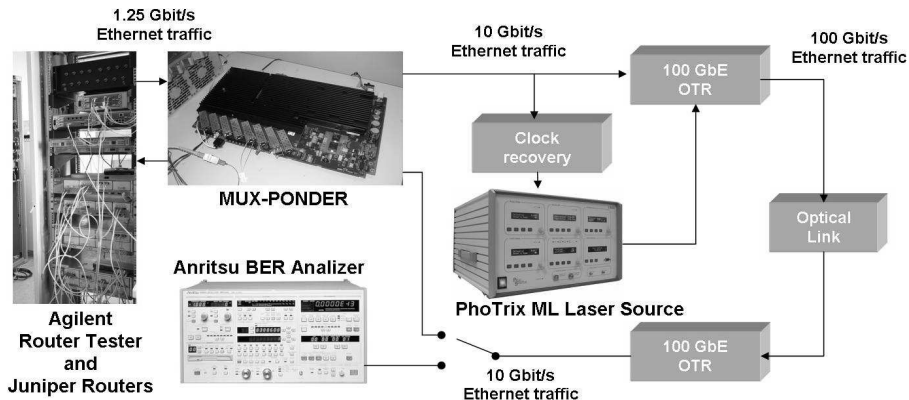 1.25 Gbit/s
Ethernet traffic
10 Gbit/s
Ethernet traffic
100 Gbit/s
Ethernet traffic
100 GbE
OTR
Clock
recovery
MUX-PONDER
Optical
Link
Anritsu BER Analizer
PhoTrix ML Laser Source
Agilent
Router Tester
and
Juniper Routers
100 GbE
OTR
10 Gbit/s
Ethernet traffic